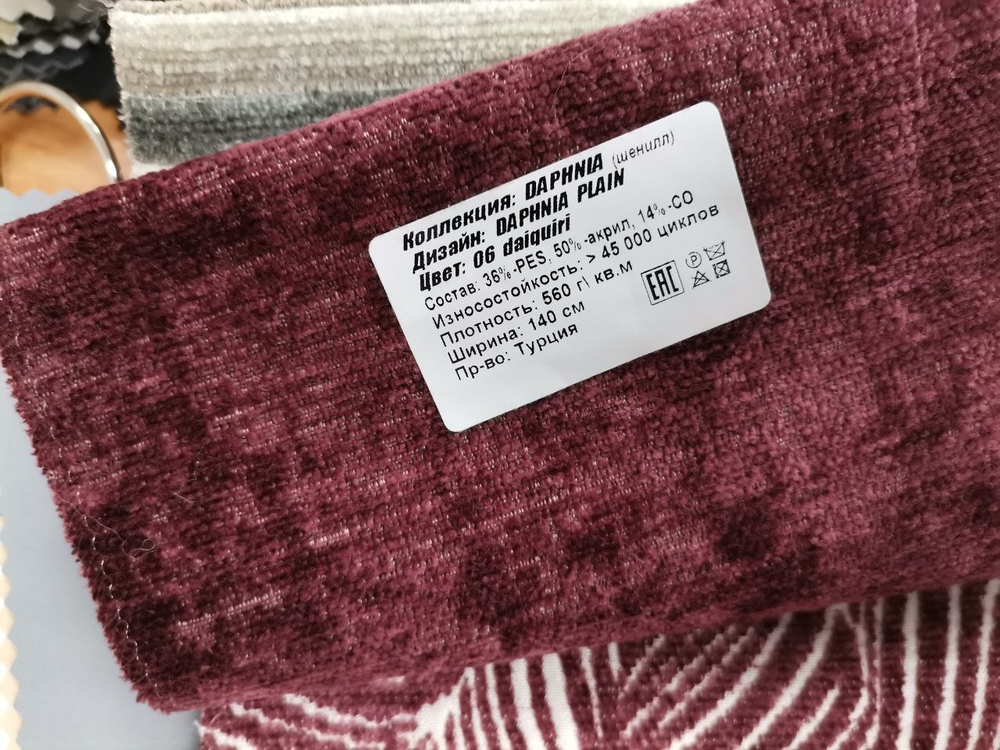 Коллекция: DAPHNIA (шенилл)
Дизайн: DAPHNIA PLAIN
Цвет: 06 daiquiri
Состав: 36%-PES, 50%-акрил, 14%-CO
Износостойкость: > 45 000 циклов
Плотность: 560 г\ кв.м
Ширина: 140 см
Пр-во: Турция
EAC
P